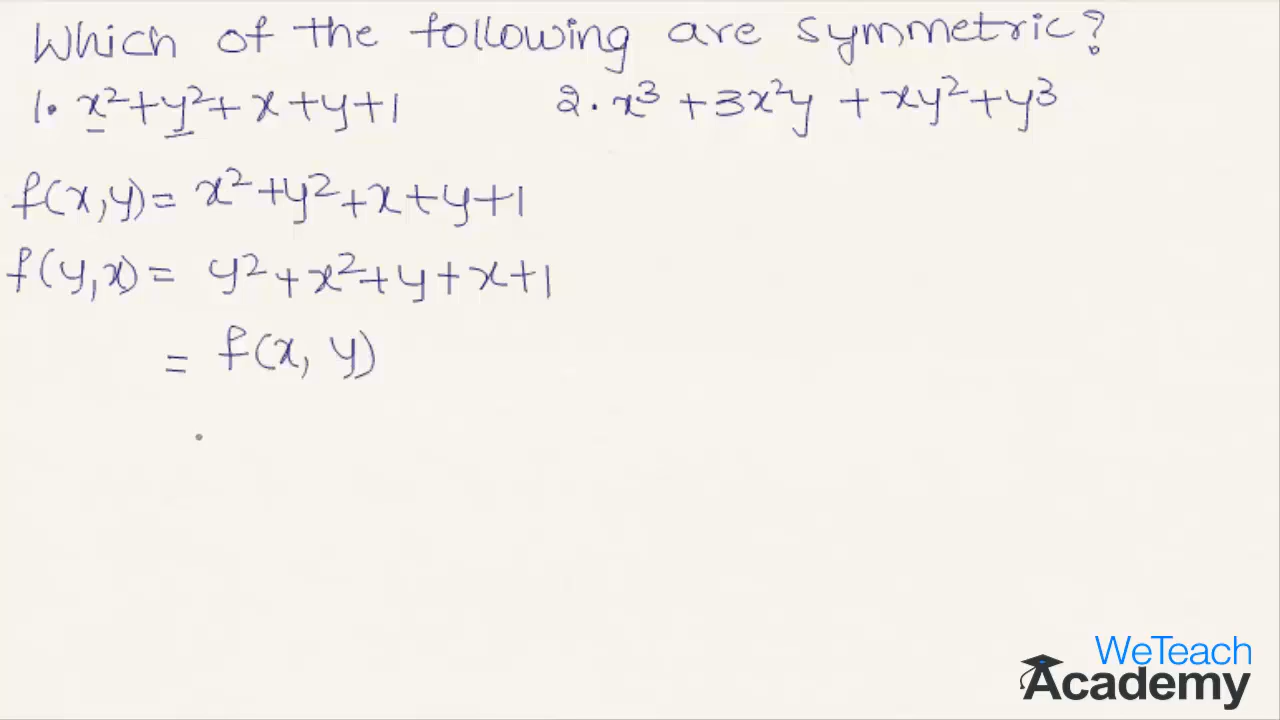 Which of the following are symmetric?
1. x²+y²+x+y+1 2. x³+3x²y+xy²+y³
f(x,y)= x²+y²+x+y+1
f(y,x)= y²+x²+y+x+1
= f(x, y)
WeTeach
Academy